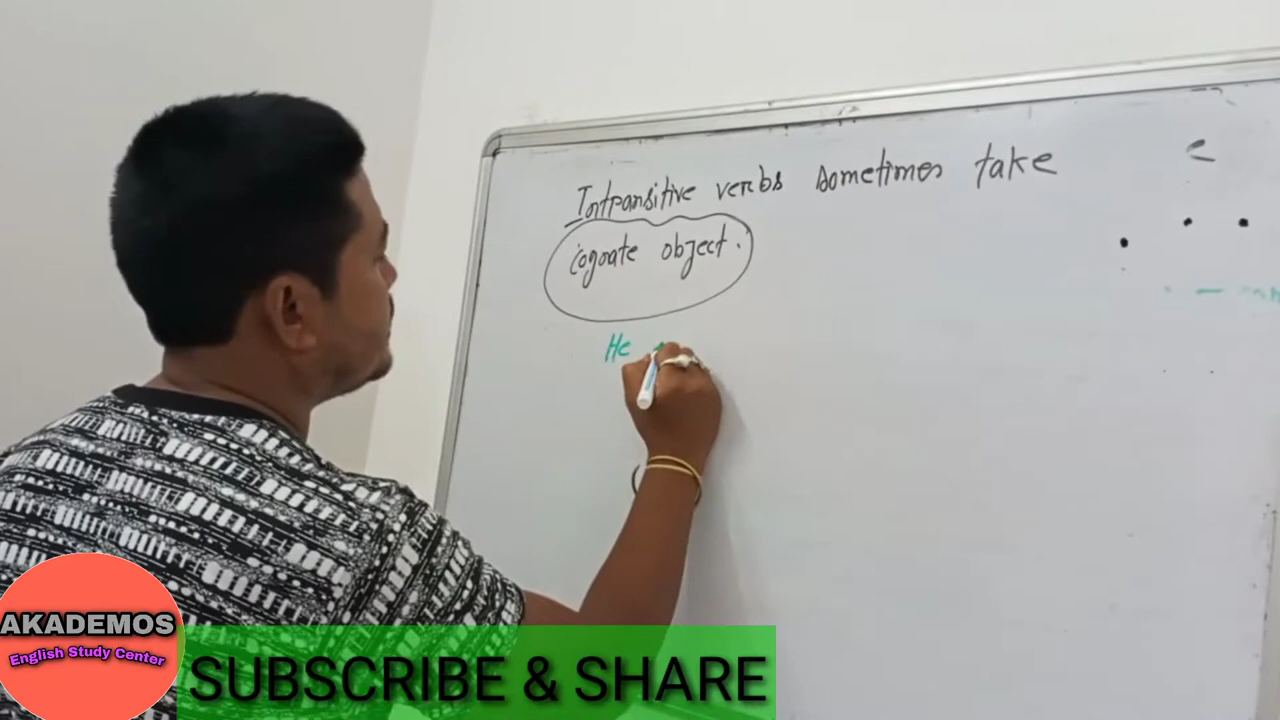 Intransitive verbs sometimes take
cognate object.
He
AKADEMOS
English Study Center
SUBSCRIBE & SHARE